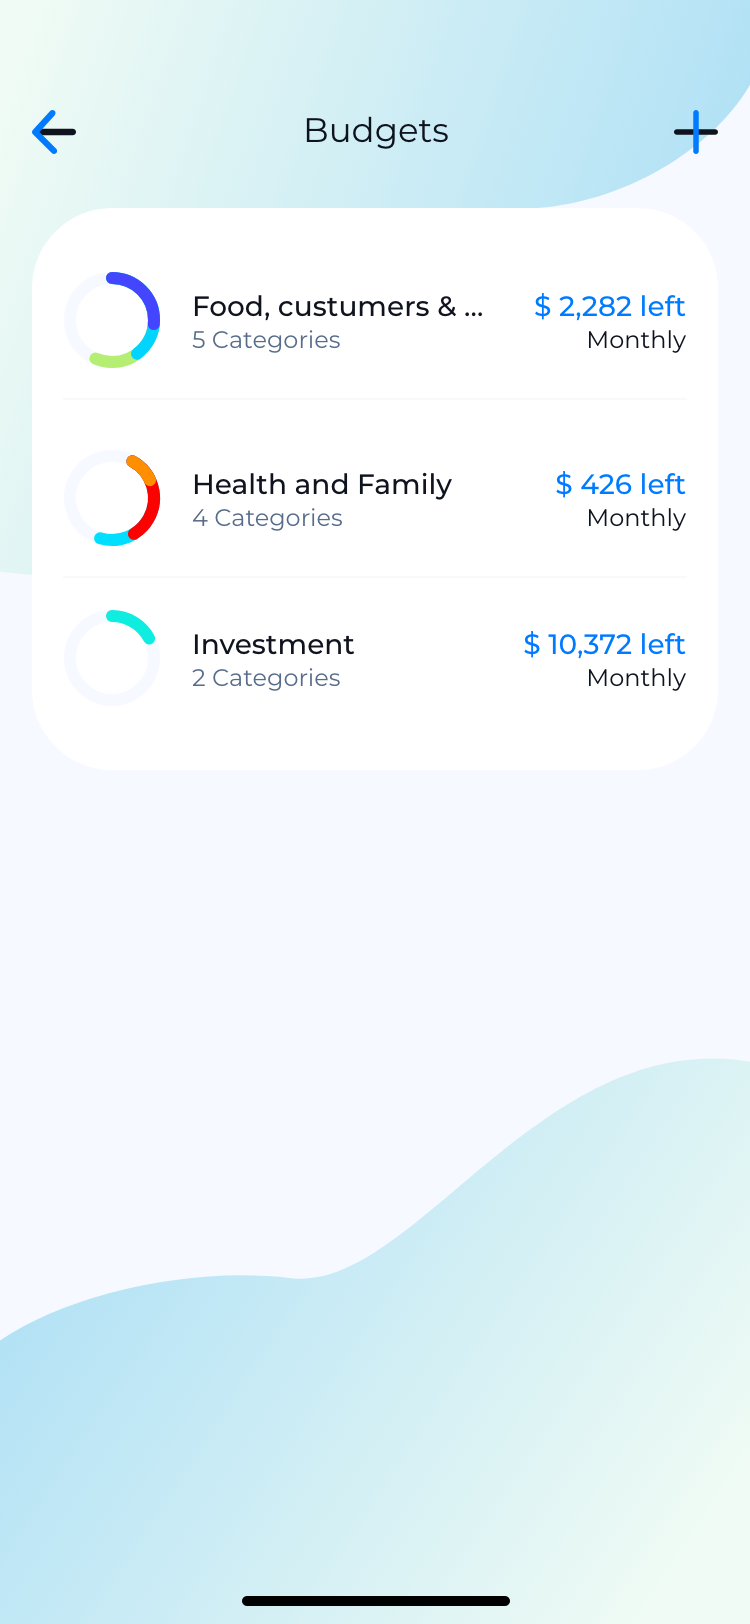 Budgets
Food, custumers & ...
$ 2,282 left
5 Categories
Monthly
Health and Family
$ 426 left
4 Categories
Monthly
Investment
$ 10,372 left
2 Categories
Monthly